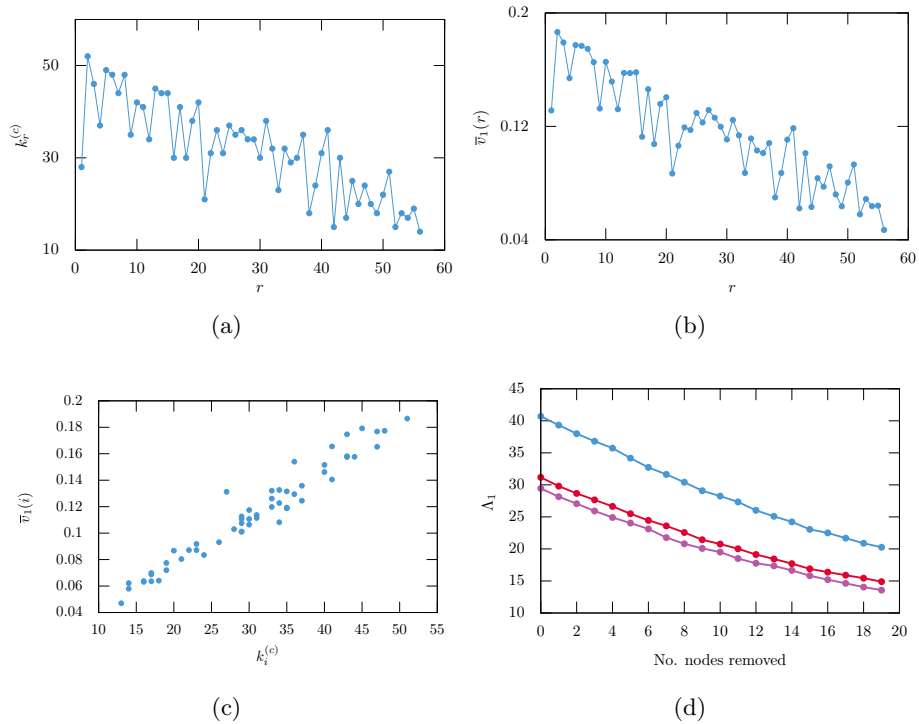 50
30
10
k_r^{(c)}
0 10 20 30 40 50 60
r
(a)
0.2
0.12
0.04
v̅_1(r)
0 10 20 30 40 50 60
r
(b)
0.2
0.18
0.16
0.14
0.12
0.1
0.08
0.06
0.04
v̅_1(i)
10 15 20 25 30 35 40 45 50 55
k_i^{(c)}
(c)
45
40
35
30
25
20
15
10
Λ_1
0 2 4 6 8 10 12 14 16 18 20
No. nodes removed
(d)